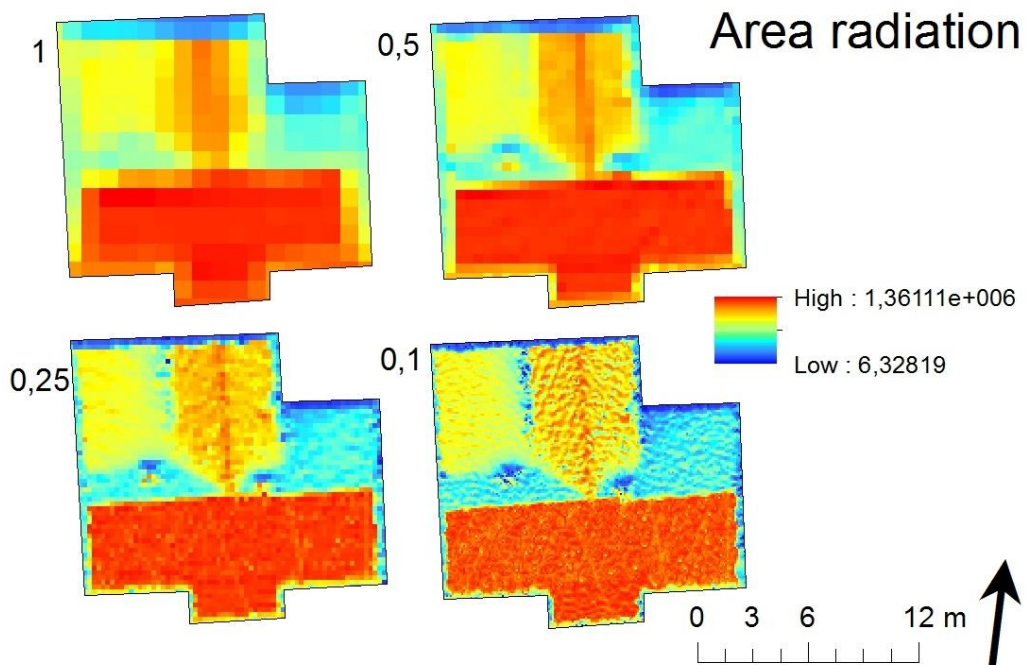 Area radiation
1
0,5
High : 1,36111e+006
Low : 6,32819
0,25
0,1
0 3 6 12 m